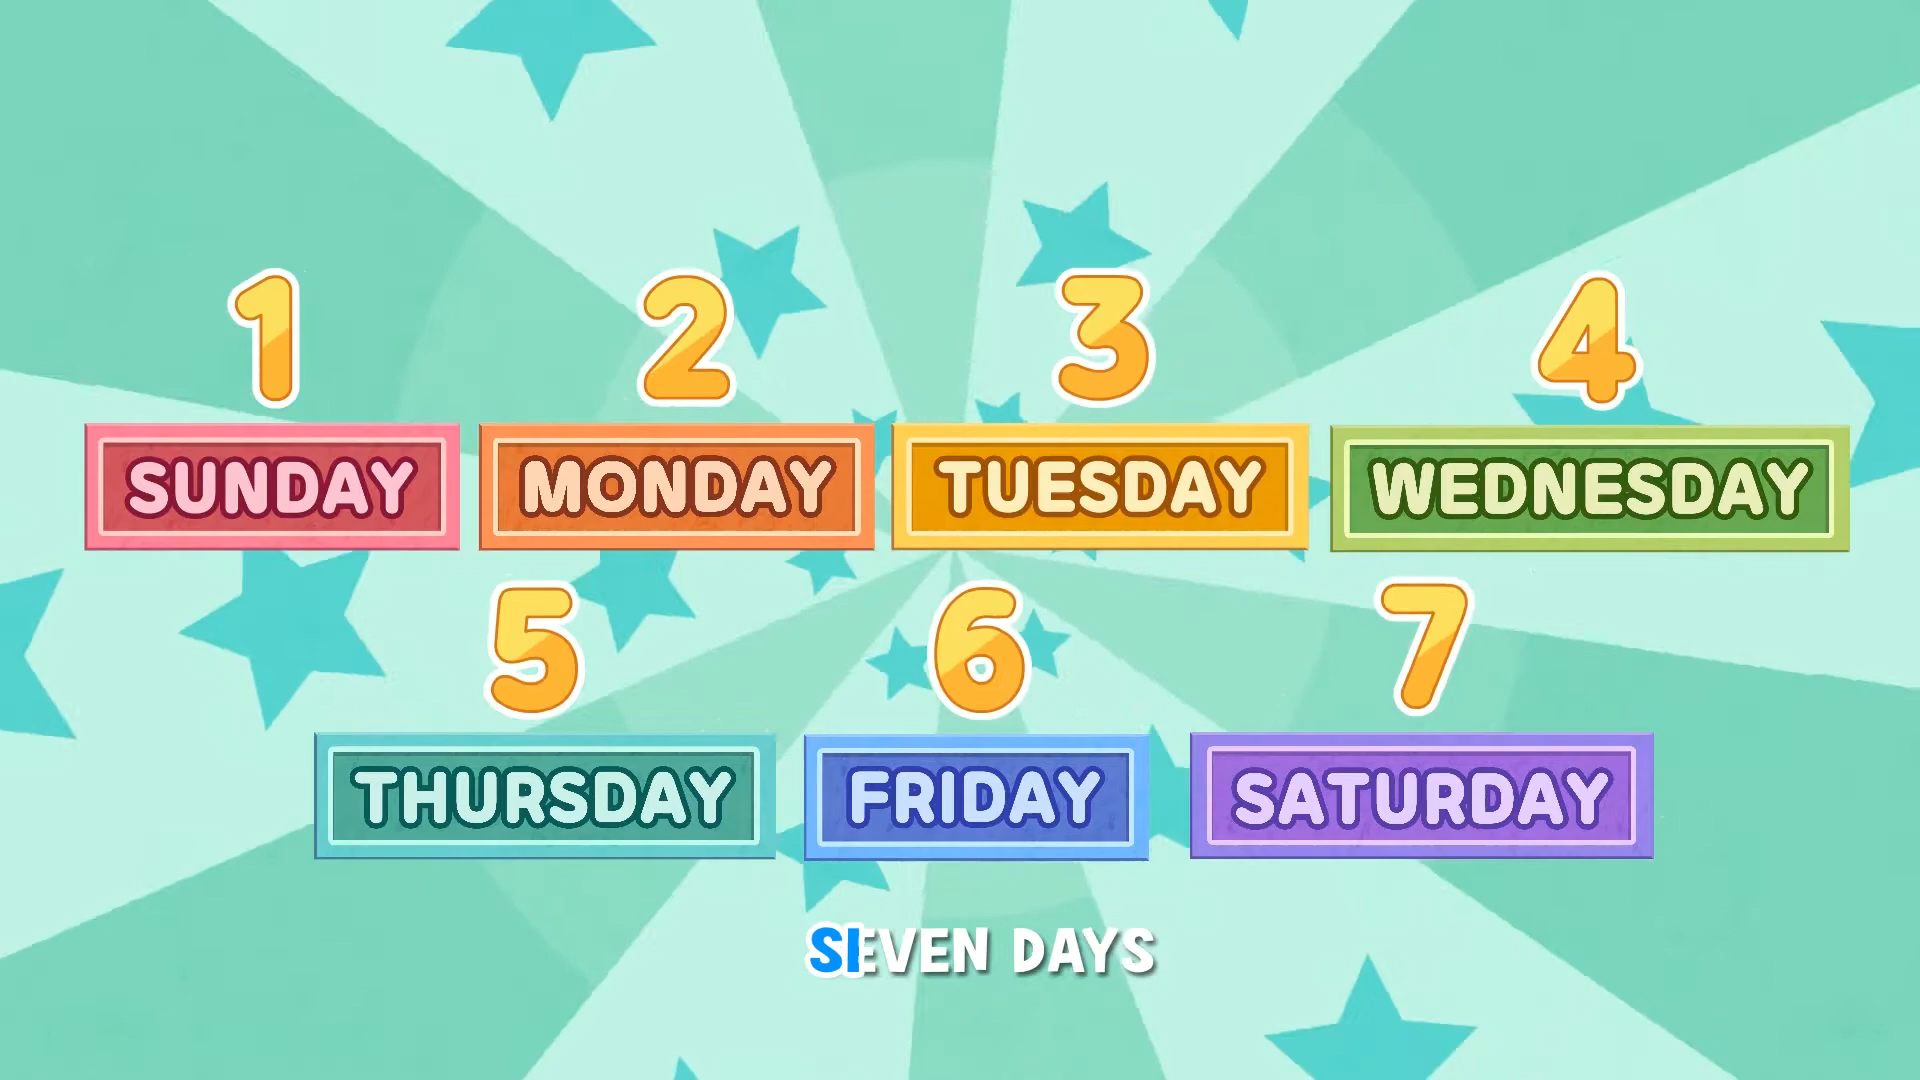 1 2 3 4
SUNDAY MONDAY TUESDAY WEDNESDAY
5 6 7
THURSDAY FRIDAY SATURDAY
SEVEN DAYS